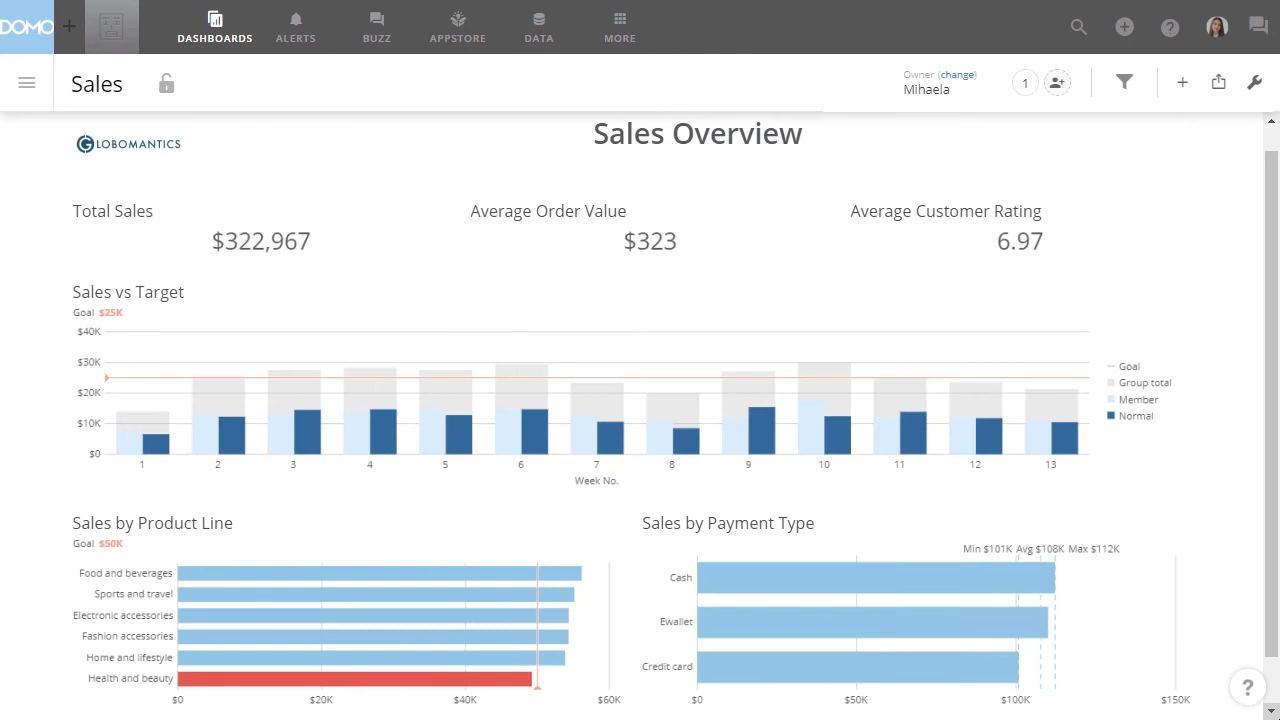 DOMO
DASHBOARDS ALERTS BUZZ APPSTORE DATA MORE
Sales
Owner (change)
Mihaela
1
GLOBOMANTICS
Sales Overview
Total Sales
$322,967
Average Order Value
$323
Average Customer Rating
6.97
Sales vs Target
Goal $25K
$40K
$30K
$20K
$10K
$0
1 2 3 4 5 6 7 8 9 10 11 12 13
Week No.
Goal
Group total
Member
Normal
Sales by Product Line
Goal $50K
Food and beverages
Sports and travel
Electronic accessories
Fashion accessories
Home and lifestyle
Health and beauty
$0 $20K $40K $60K
Sales by Payment Type
Min $101K Avg $108K Max $112K
Cash
Ewallet
Credit card
$0 $50K $100K $150K